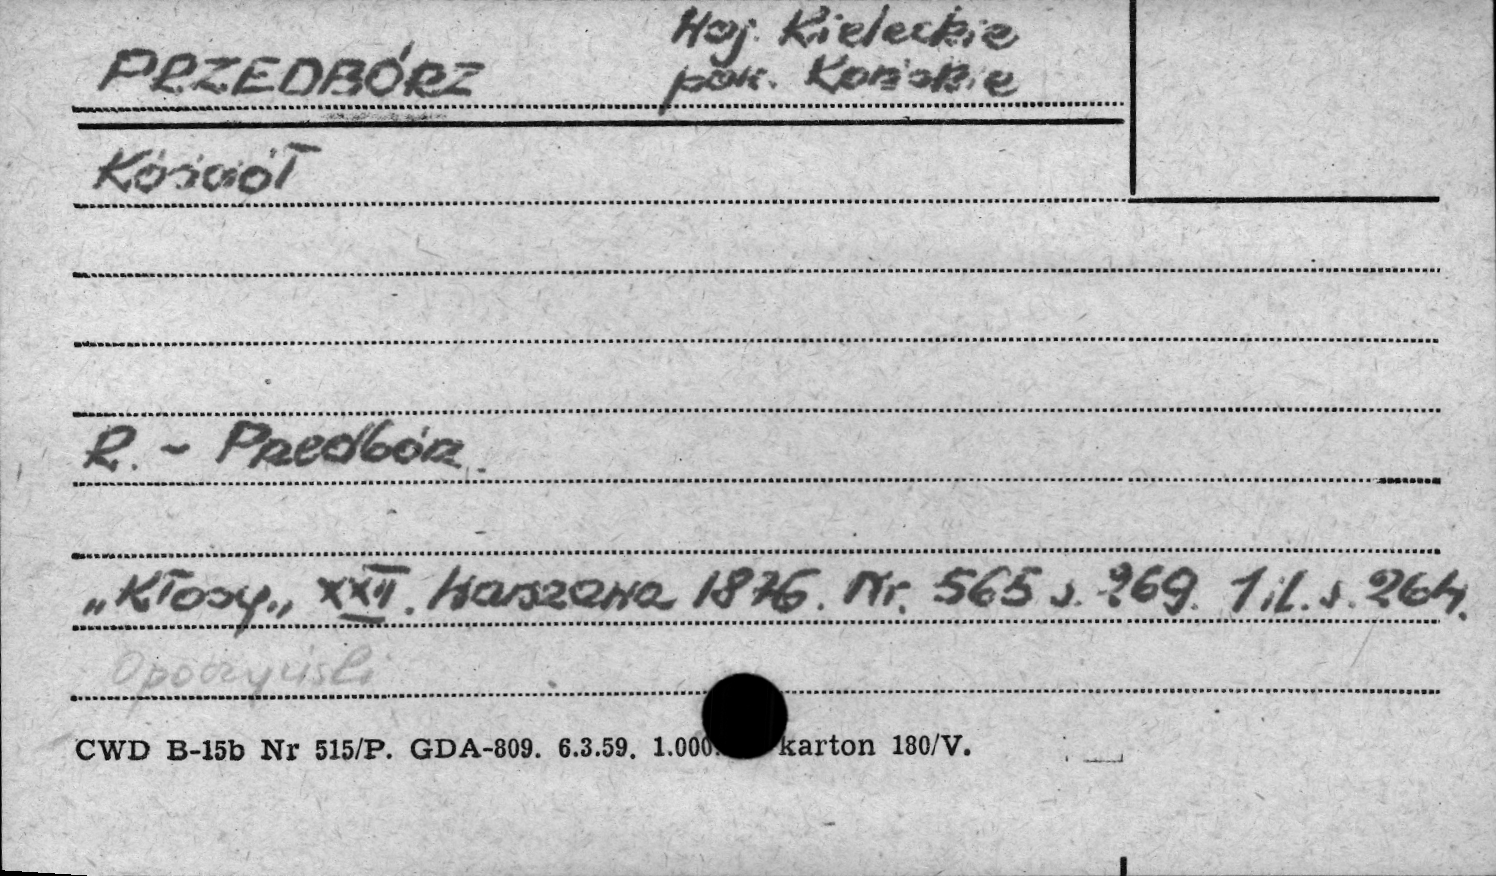 PRZEDBÓRZ
Woj. Kieleckie
pow. Końskie
Kościół
R. - Przedbórz.
„Kłosy„ XXII. Warszawa 1876. Nr. 565 s. 269. 1 il. s. 264.
Opoczyński
CWD B-15b Nr 515/P. GDA-809. 6.3.59. 1.000. karton 180/V.